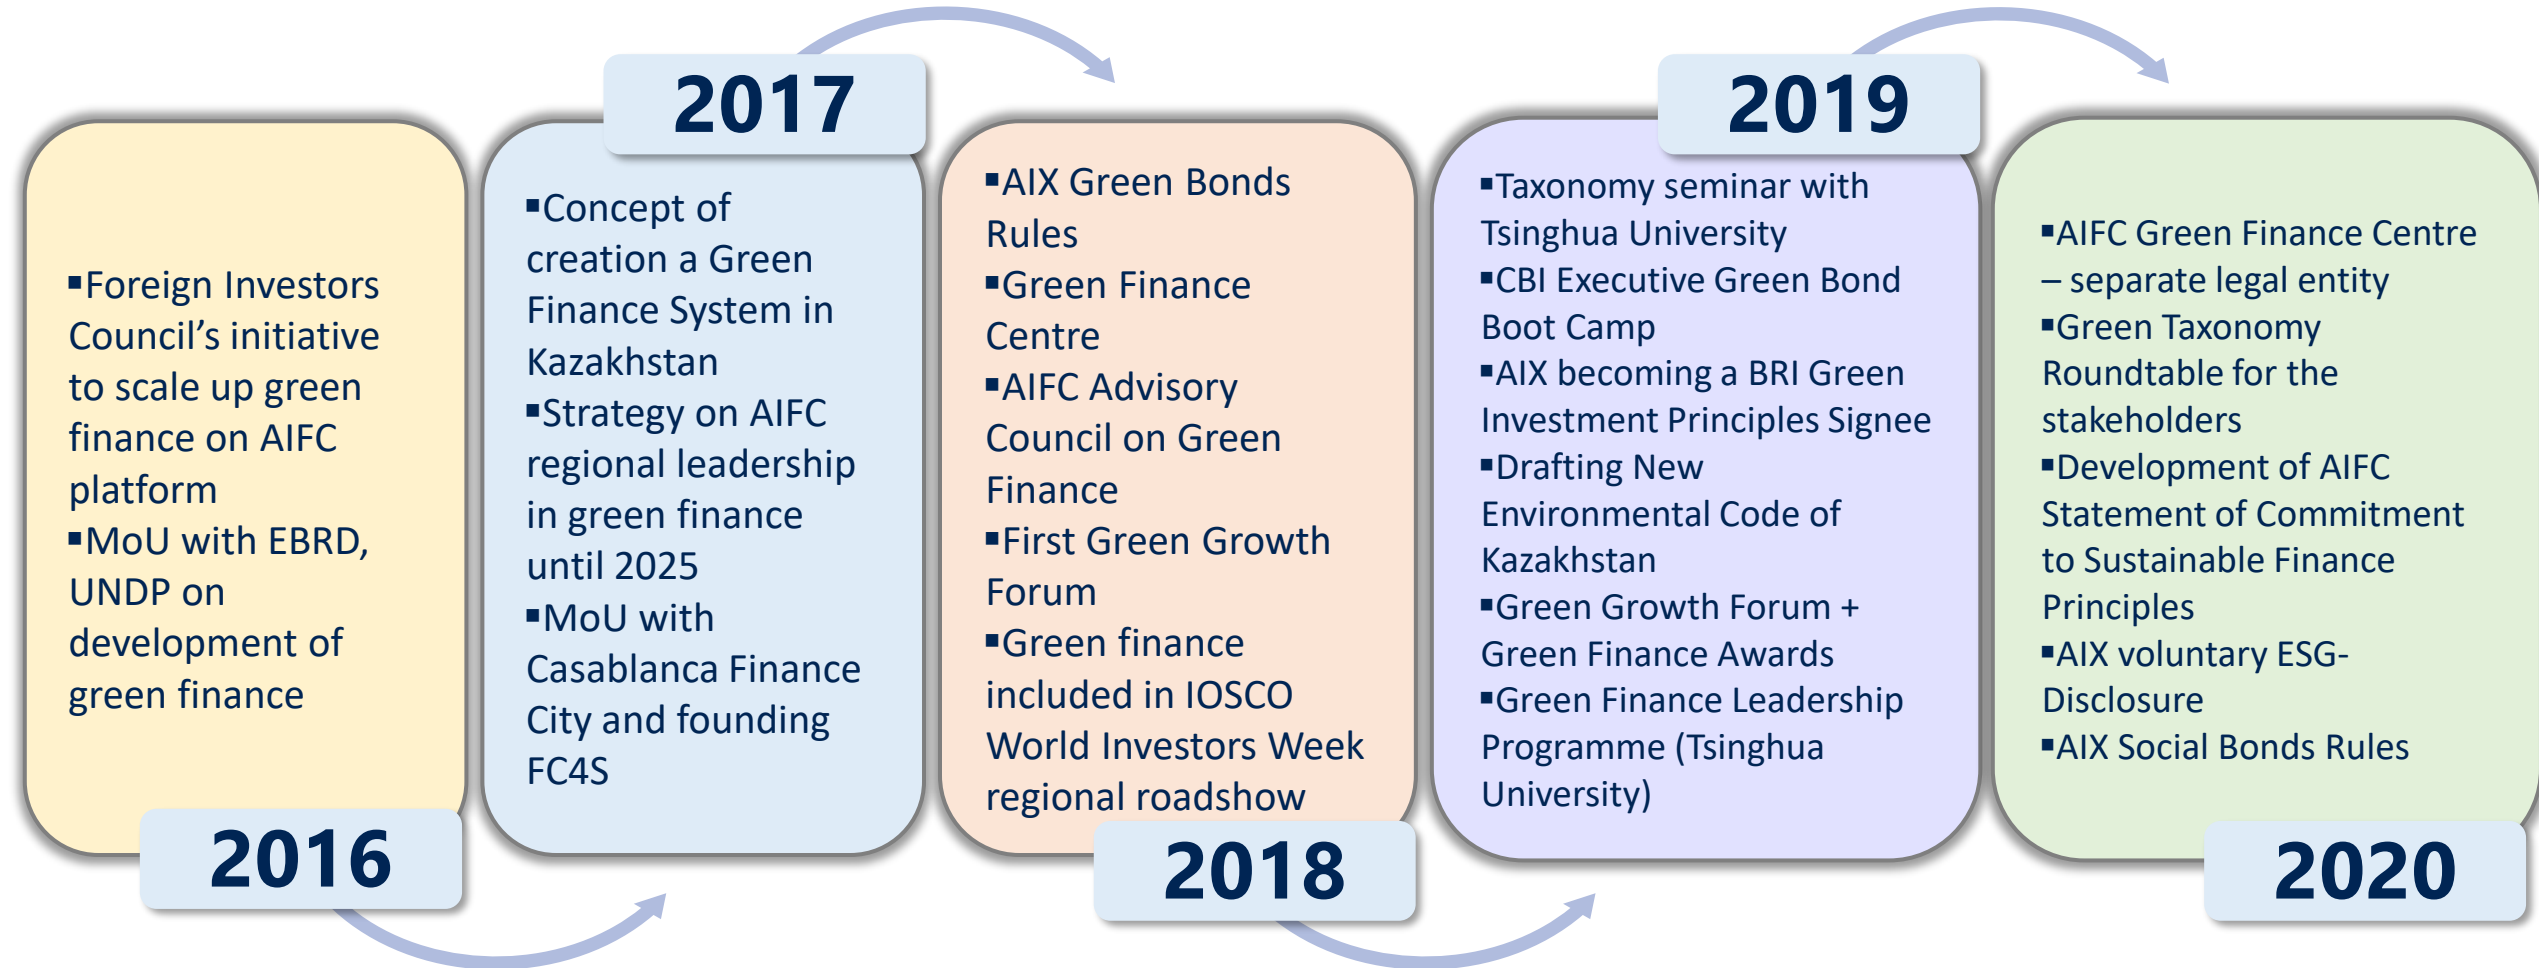 2016
▪Foreign Investors
Council’s initiative
to scale up green
finance on AIFC
platform
▪MoU with EBRD,
UNDP on
development of
green finance
2017
▪Concept of
creation a Green
Finance System in
Kazakhstan
▪Strategy on AIFC
regional leadership
in green finance
until 2025
▪MoU with
Casablanca Finance
City and founding
FC4S
2018
▪AIX Green Bonds
Rules
▪Green Finance
Centre
▪AIFC Advisory
Council on Green
Finance
▪First Green Growth
Forum
▪Green finance
included in IOSCO
World Investors Week
regional roadshow
2019
▪Taxonomy seminar with
Tsinghua University
▪CBI Executive Green Bond
Boot Camp
▪AIX becoming a BRI Green
Investment Principles Signee
▪Drafting New
Environmental Code of
Kazakhstan
▪Green Growth Forum +
Green Finance Awards
▪Green Finance Leadership
Programme (Tsinghua
University)
2020
▪AIFC Green Finance Centre
– separate legal entity
▪Green Taxonomy
Roundtable for the
stakeholders
▪Development of AIFC
Statement of Commitment
to Sustainable Finance
Principles
▪AIX voluntary ESG-
Disclosure
▪AIX Social Bonds Rules